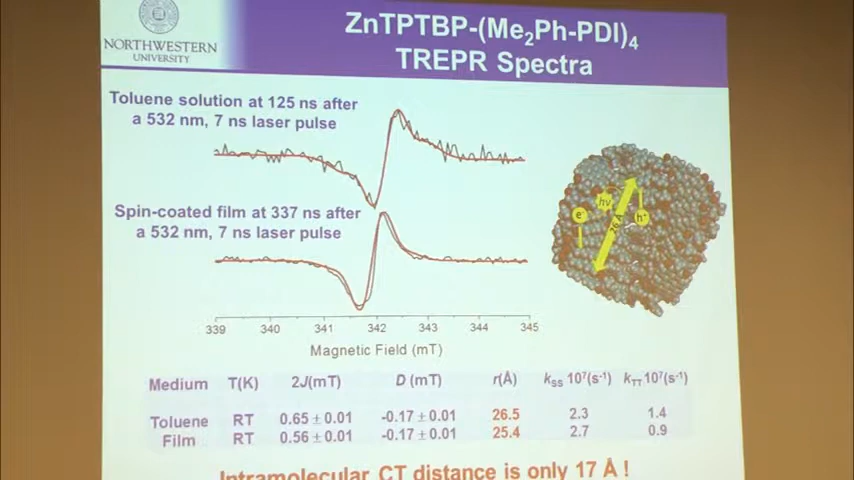 NORTHWESTERN
UNIVERSITY
ZnTPTBP-(Me₂Ph-PDI)₄
TREPR Spectra
Toluene solution at 125 ns after
a 532 nm, 7 ns laser pulse
Spin-coated film at 337 ns after
a 532 nm, 7 ns laser pulse
e⁻
hν
h⁺
26 Å
339 340 341 342 343 344 345
Magnetic Field (mT)
Medium T(K) 2J(mT) D (mT) r(Å) kSS 10⁷(s⁻¹) kTT 10⁷(s⁻¹)
Toluene RT 0.65 ± 0.01 -0.17 ± 0.01 26.5 2.3 1.4
Film RT 0.56 ± 0.01 -0.17 ± 0.01 25.4 2.7 0.9
Intramolecular CT distance is only 17 Å !